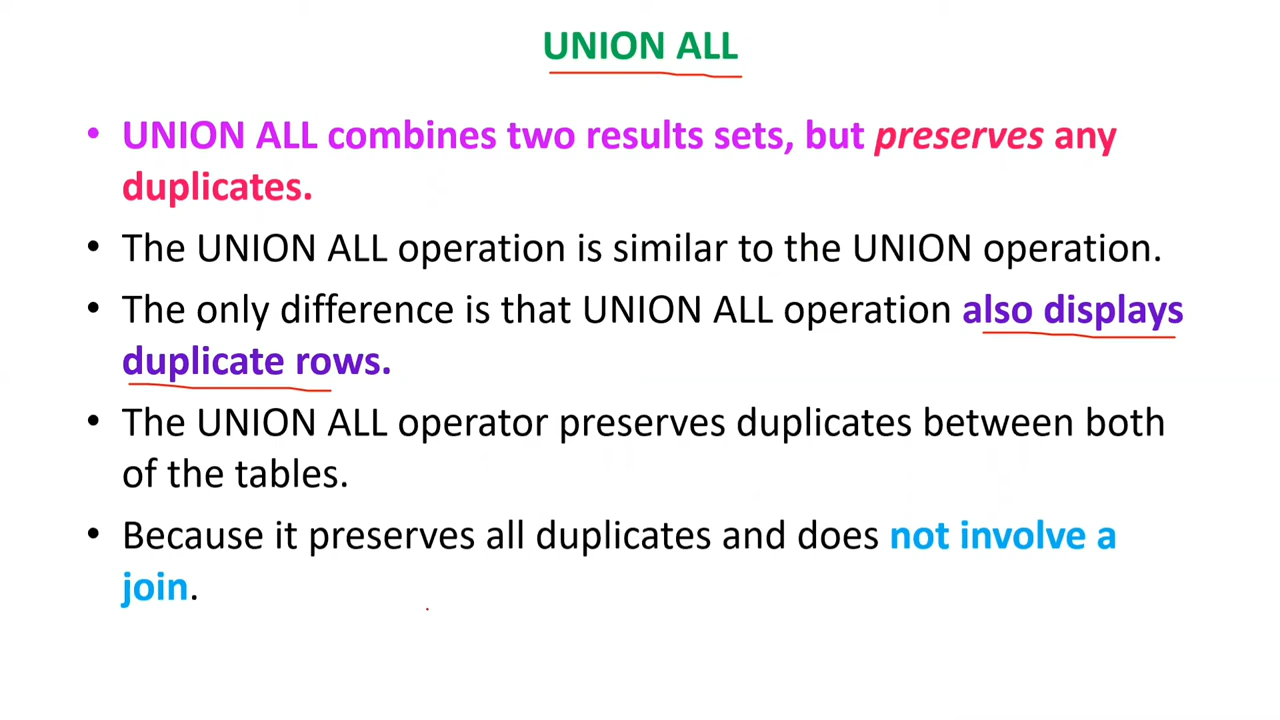 UNION ALL
• UNION ALL combines two results sets, but preserves any
duplicates.
• The UNION ALL operation is similar to the UNION operation.
• The only difference is that UNION ALL operation also displays
duplicate rows.
• The UNION ALL operator preserves duplicates between both
of the tables.
• Because it preserves all duplicates and does not involve a
join.